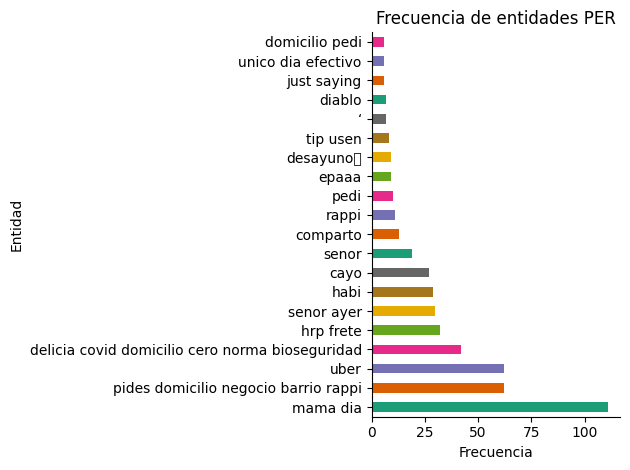 Frecuencia de entidades PER
domicilio pedi
unico dia efectivo
just saying
diablo
‘
tip usen
desayuno▯
epaaa
pedi
rappi
comparto
senor
cayo
habi
senor ayer
hrp frete
delicia covid domicilio cero norma bioseguridad
uber
pides domicilio negocio barrio rappi
mama dia
Entidad
0 25 50 75 100
Frecuencia